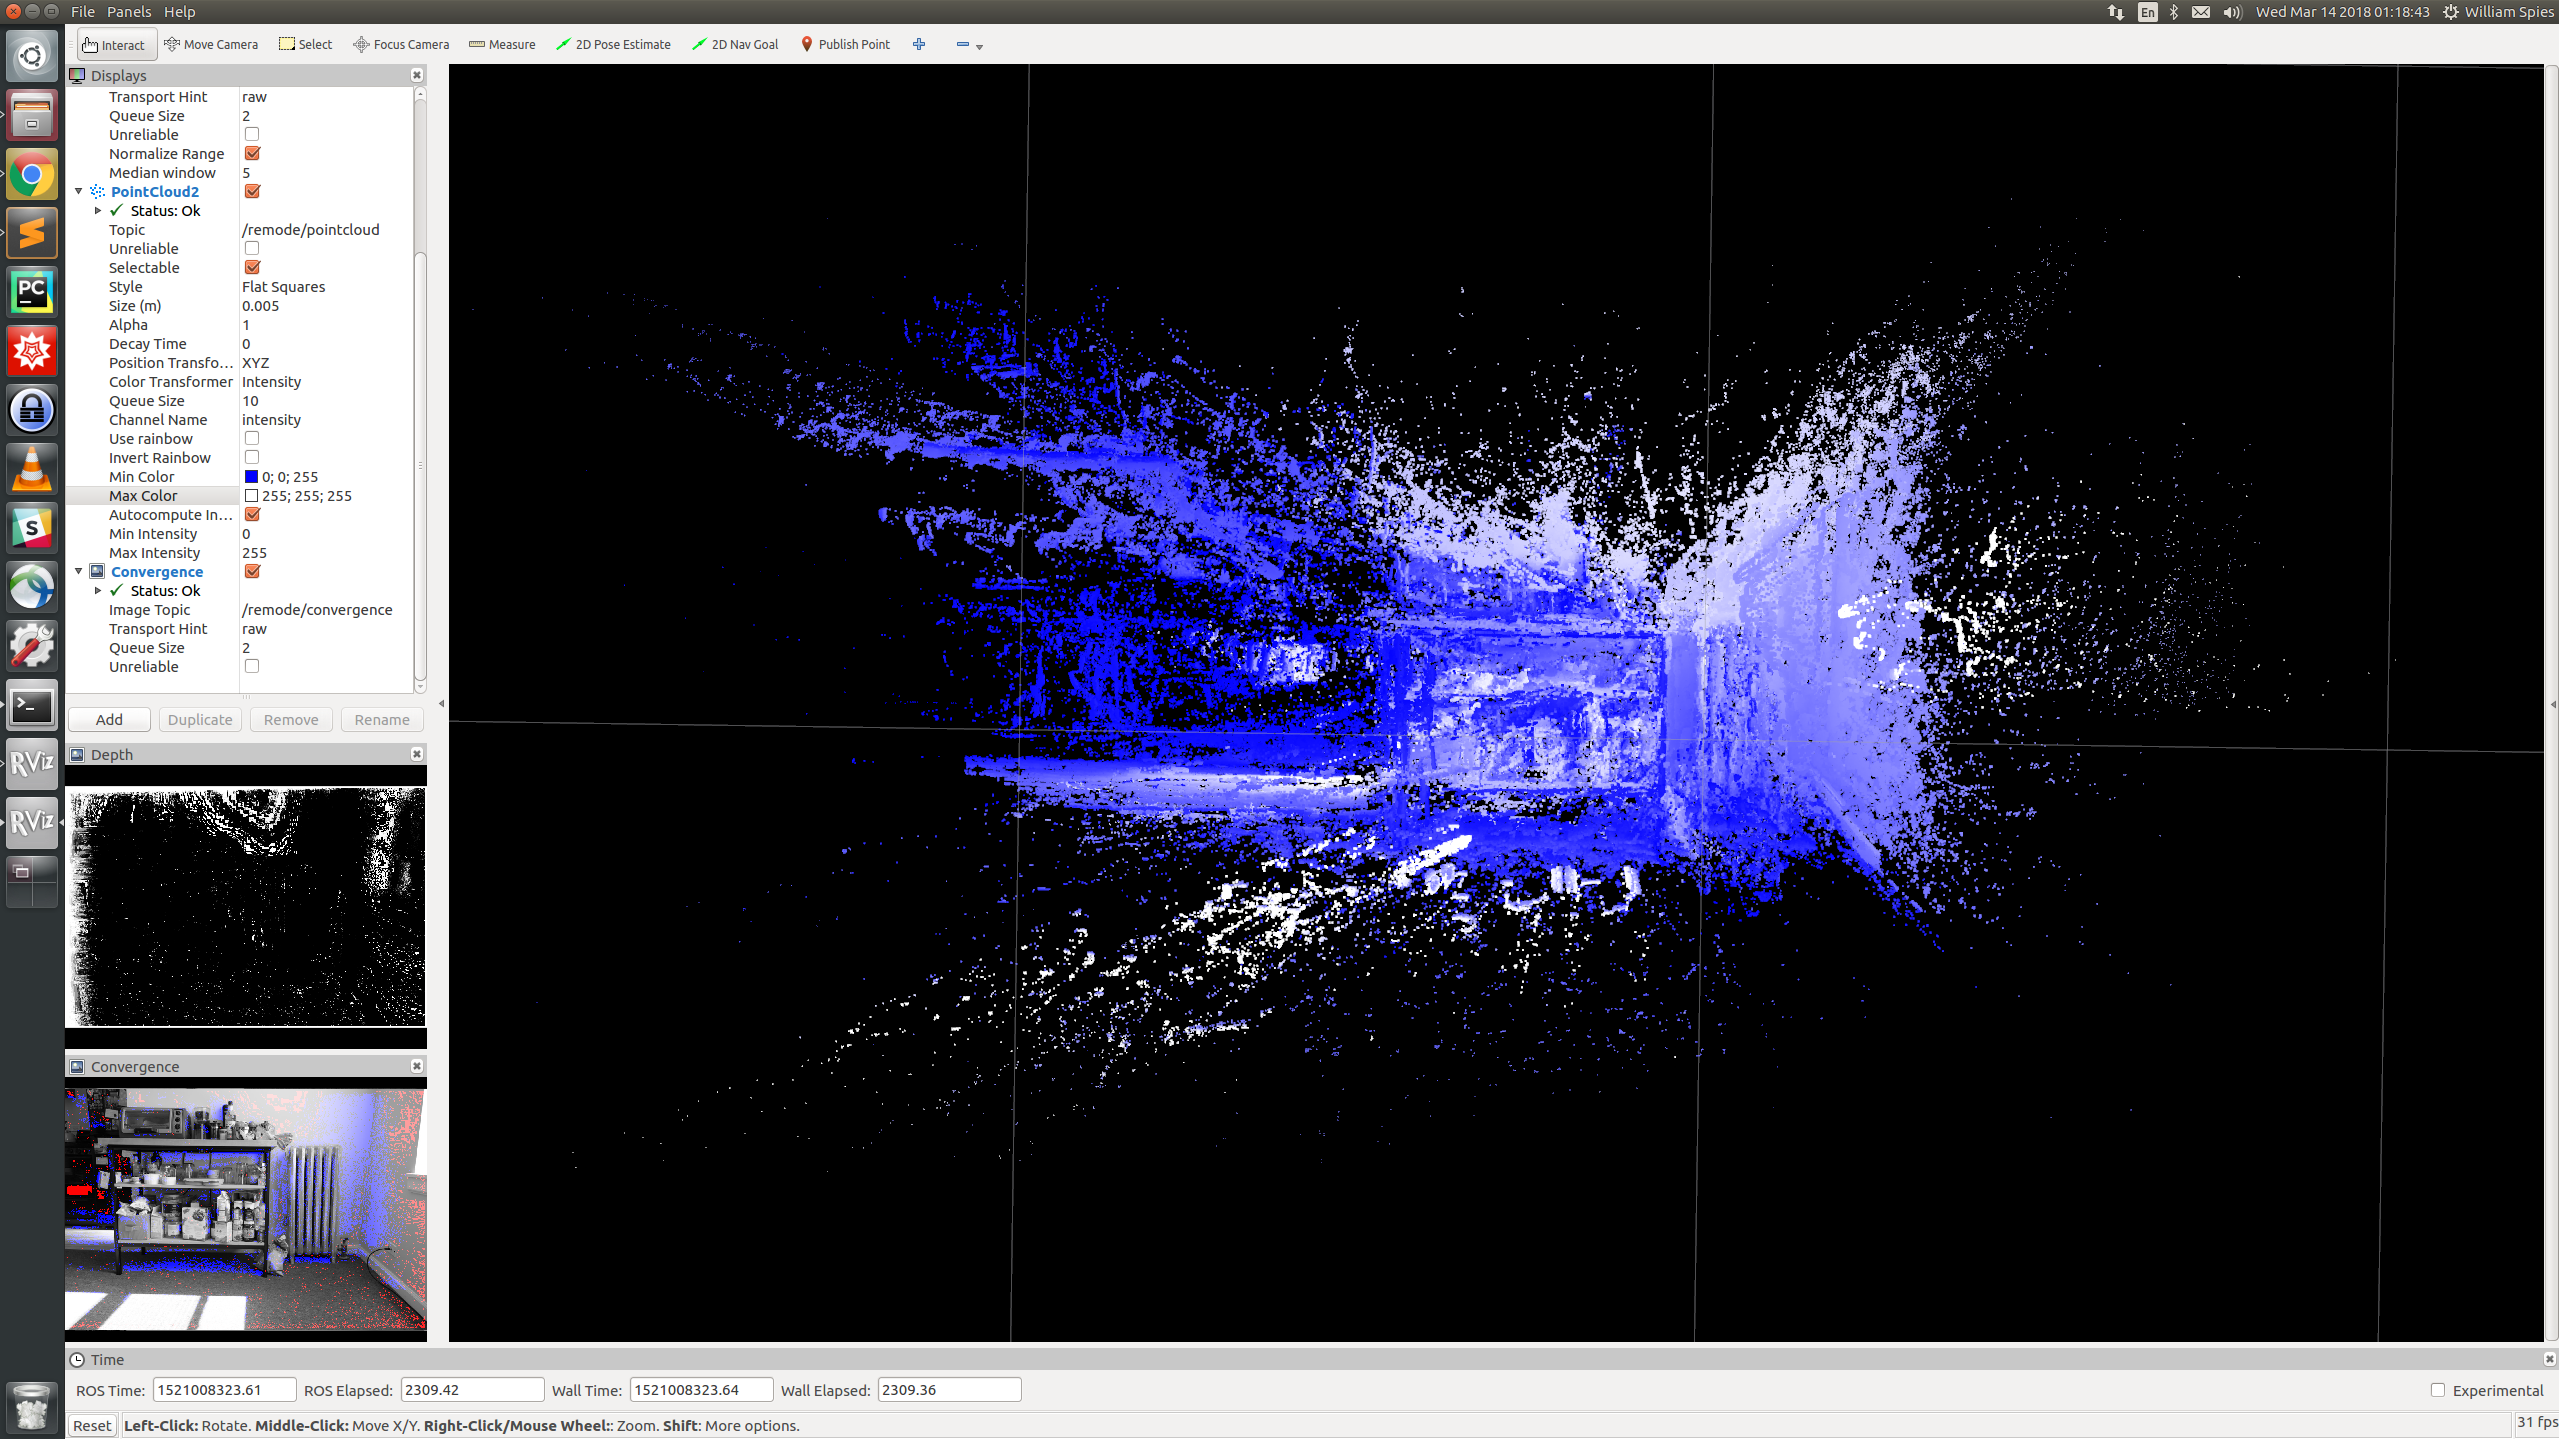 File Panels Help
En Wed Mar 14 2018 01:18:43 William Spies
Interact Move Camera Select Focus Camera Measure 2D Pose Estimate 2D Nav Goal Publish Point
Displays
Transport Hint raw
Queue Size 2
Unreliable
Normalize Range
Median window 5
PointCloud2
Status: Ok
Topic /remode/pointcloud
Unreliable
Selectable
Style Flat Squares
Size (m) 0.005
Alpha 1
Decay Time 0
Position Transfo... XYZ
Color Transformer Intensity
Queue Size 10
Channel Name intensity
Use rainbow
Invert Rainbow
Min Color 0; 0; 255
Max Color 255; 255; 255
Autocompute In...
Min Intensity 0
Max Intensity 255
Convergence
Status: Ok
Image Topic /remode/convergence
Transport Hint raw
Queue Size 2
Unreliable
Add Duplicate Remove Rename
Depth
Convergence
PC
S
>_
RViz
RViz
Time
ROS Time: 1521008323.61 ROS Elapsed: 2309.42 Wall Time: 1521008323.64 Wall Elapsed: 2309.36 Experimental
Reset Left-Click: Rotate. Middle-Click: Move X/Y. Right-Click/Mouse Wheel:: Zoom. Shift: More options. 31 fps